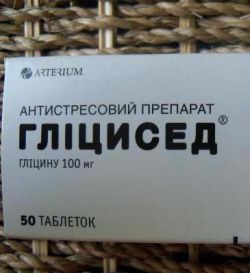 ARTERIUM
АНТИСТРЕСОВИЙ ПРЕПАРАТ
ГЛІЦИСЕД®
ГЛІЦИНУ 100 мг
50 ТАБЛЕТОК